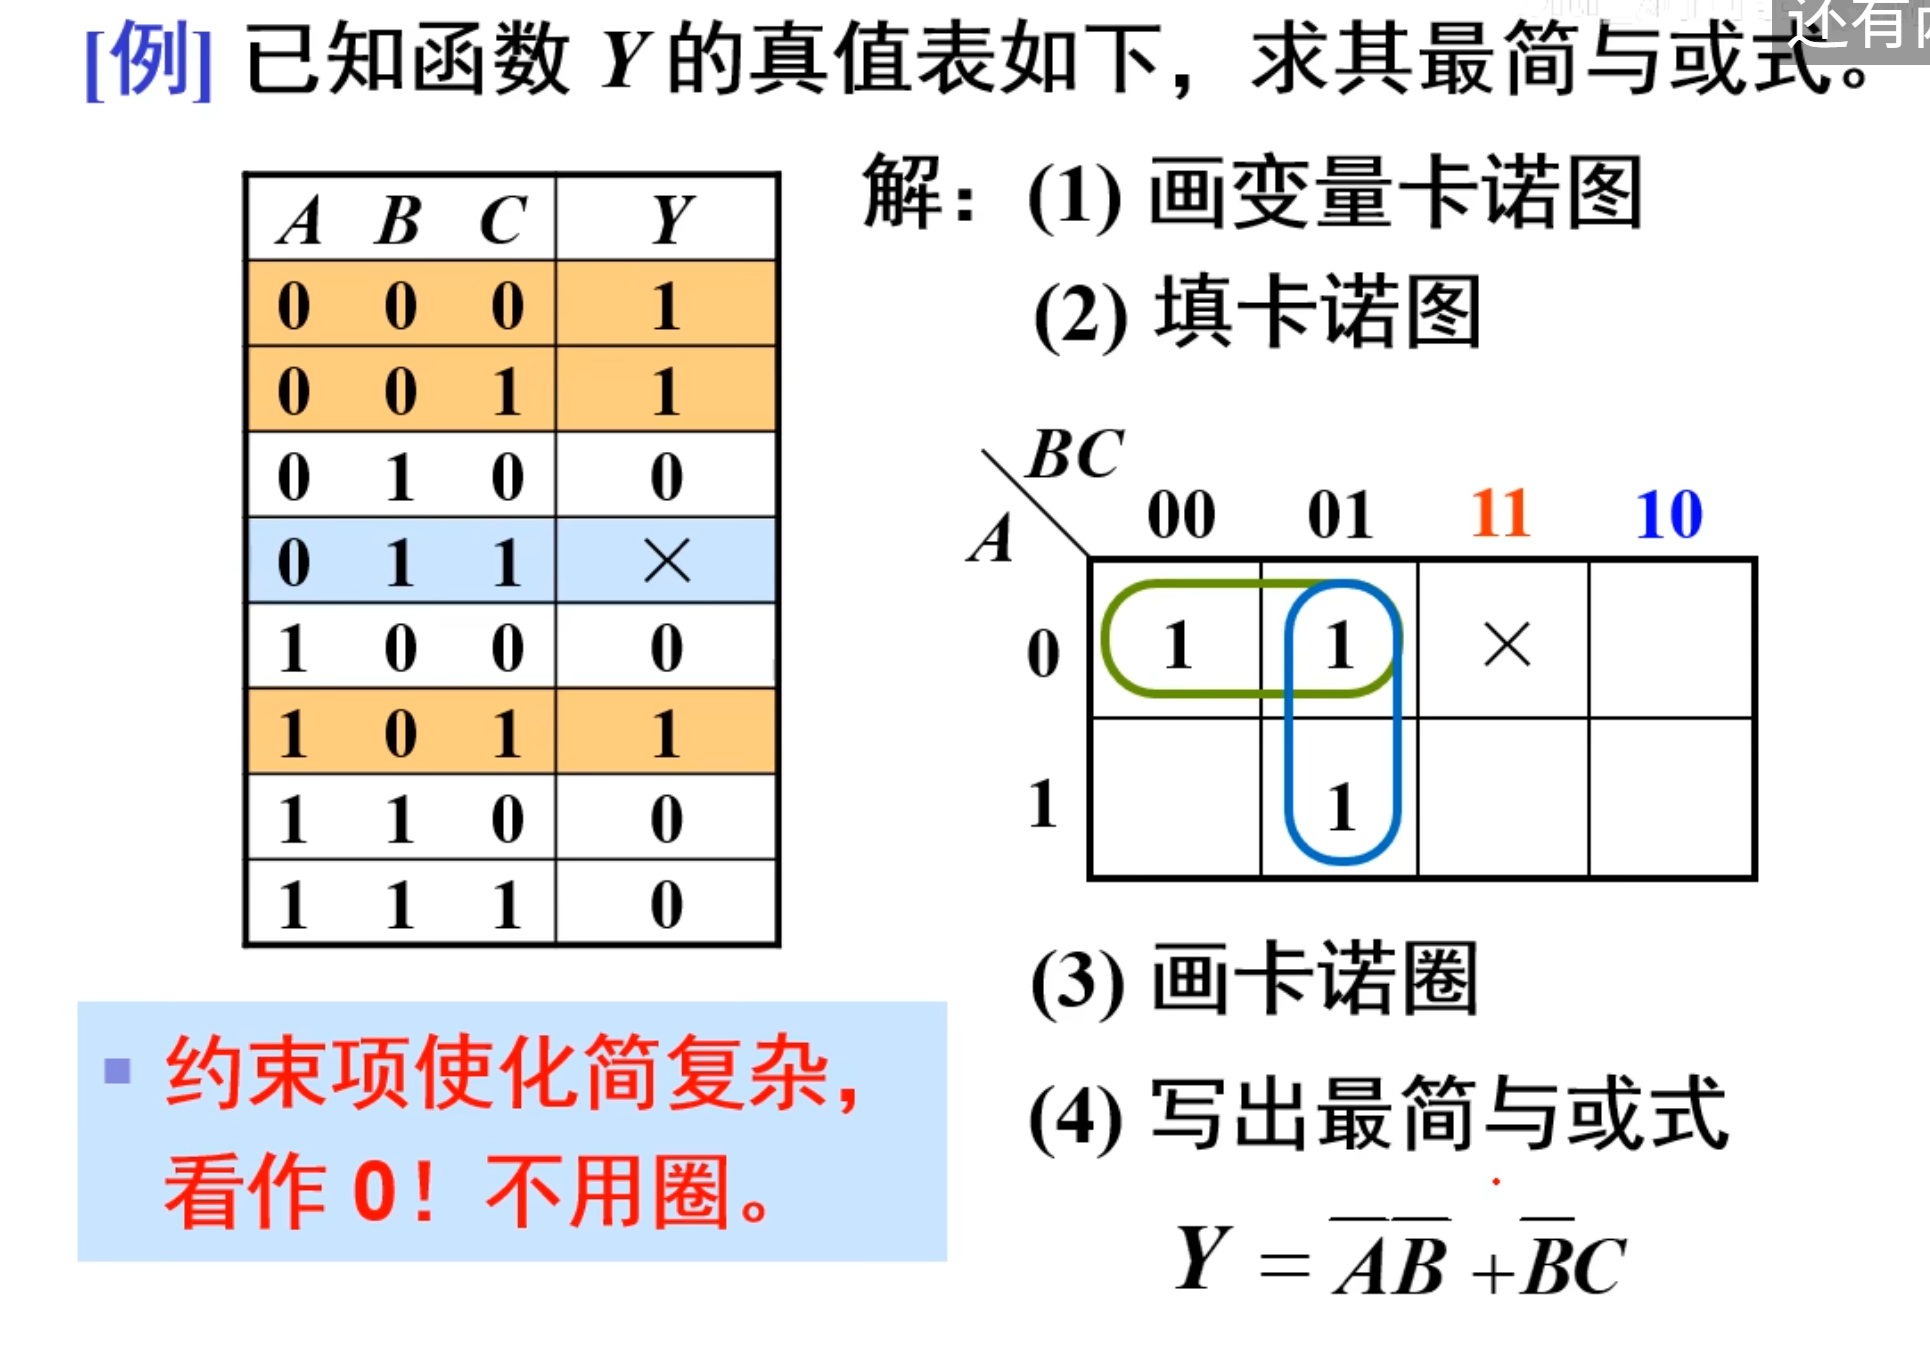 还有
[例] 已知函数 Y 的真值表如下，求其最简与或式。
解：(1) 画变量卡诺图
(2) 填卡诺图
A B C Y
0 0 0 1
0 0 1 1
0 1 0 0
0 1 1 ×
1 0 0 0
1 0 1 1
1 1 0 0
1 1 1 0
BC
A
00 01 11 10
0 1 1 ×
1 1
(3) 画卡诺圈
(4) 写出最简与或式
Y = A̅B̅ + B̅C
▪ 约束项使化简复杂，
看作 0！不用圈。